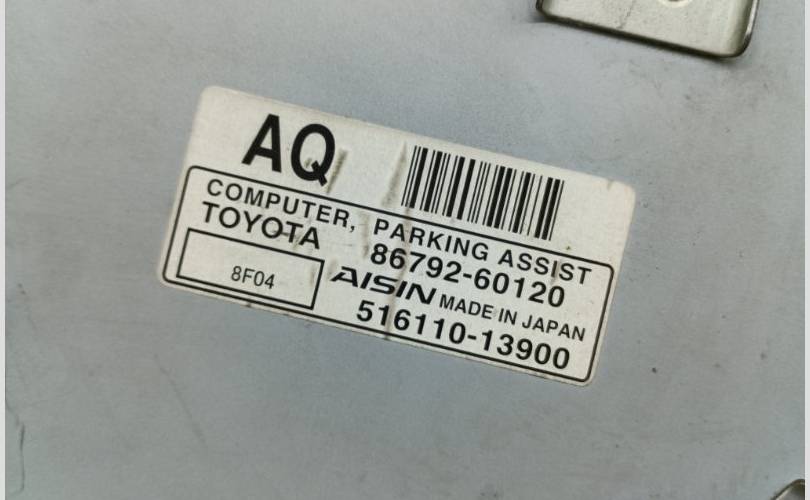 AQ
COMPUTER, PARKING ASSIST
TOYOTA 86792-60120
8F04 AISIN MADE IN JAPAN
516110-13900